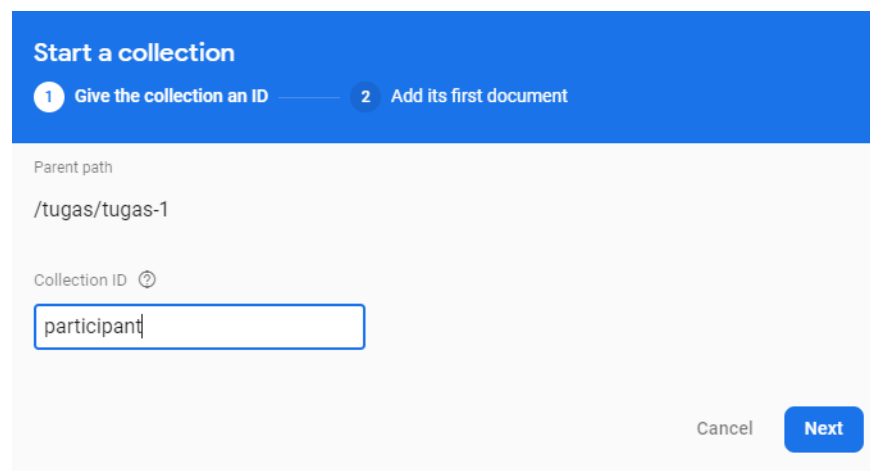 Start a collection
1 Give the collection an ID 2 Add its first document
Parent path
/tugas/tugas-1
Collection ID ?
participant
Cancel Next